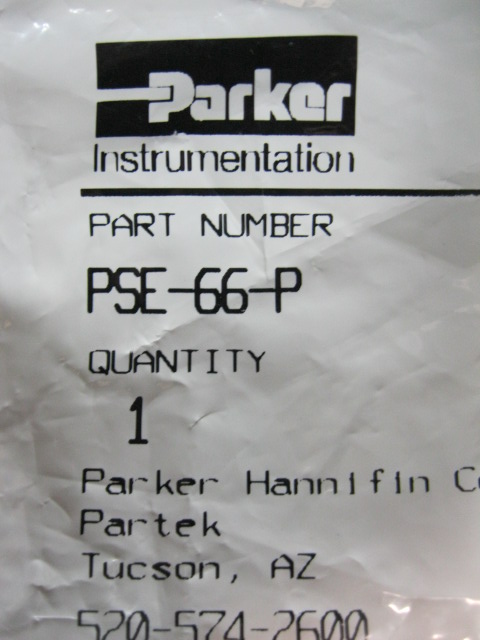 Parker
Instrumentation
PART NUMBER
PSE-66-P
QUANTITY
1
Parker Hannifin
Partek
Tucson, AZ
520-574-2600